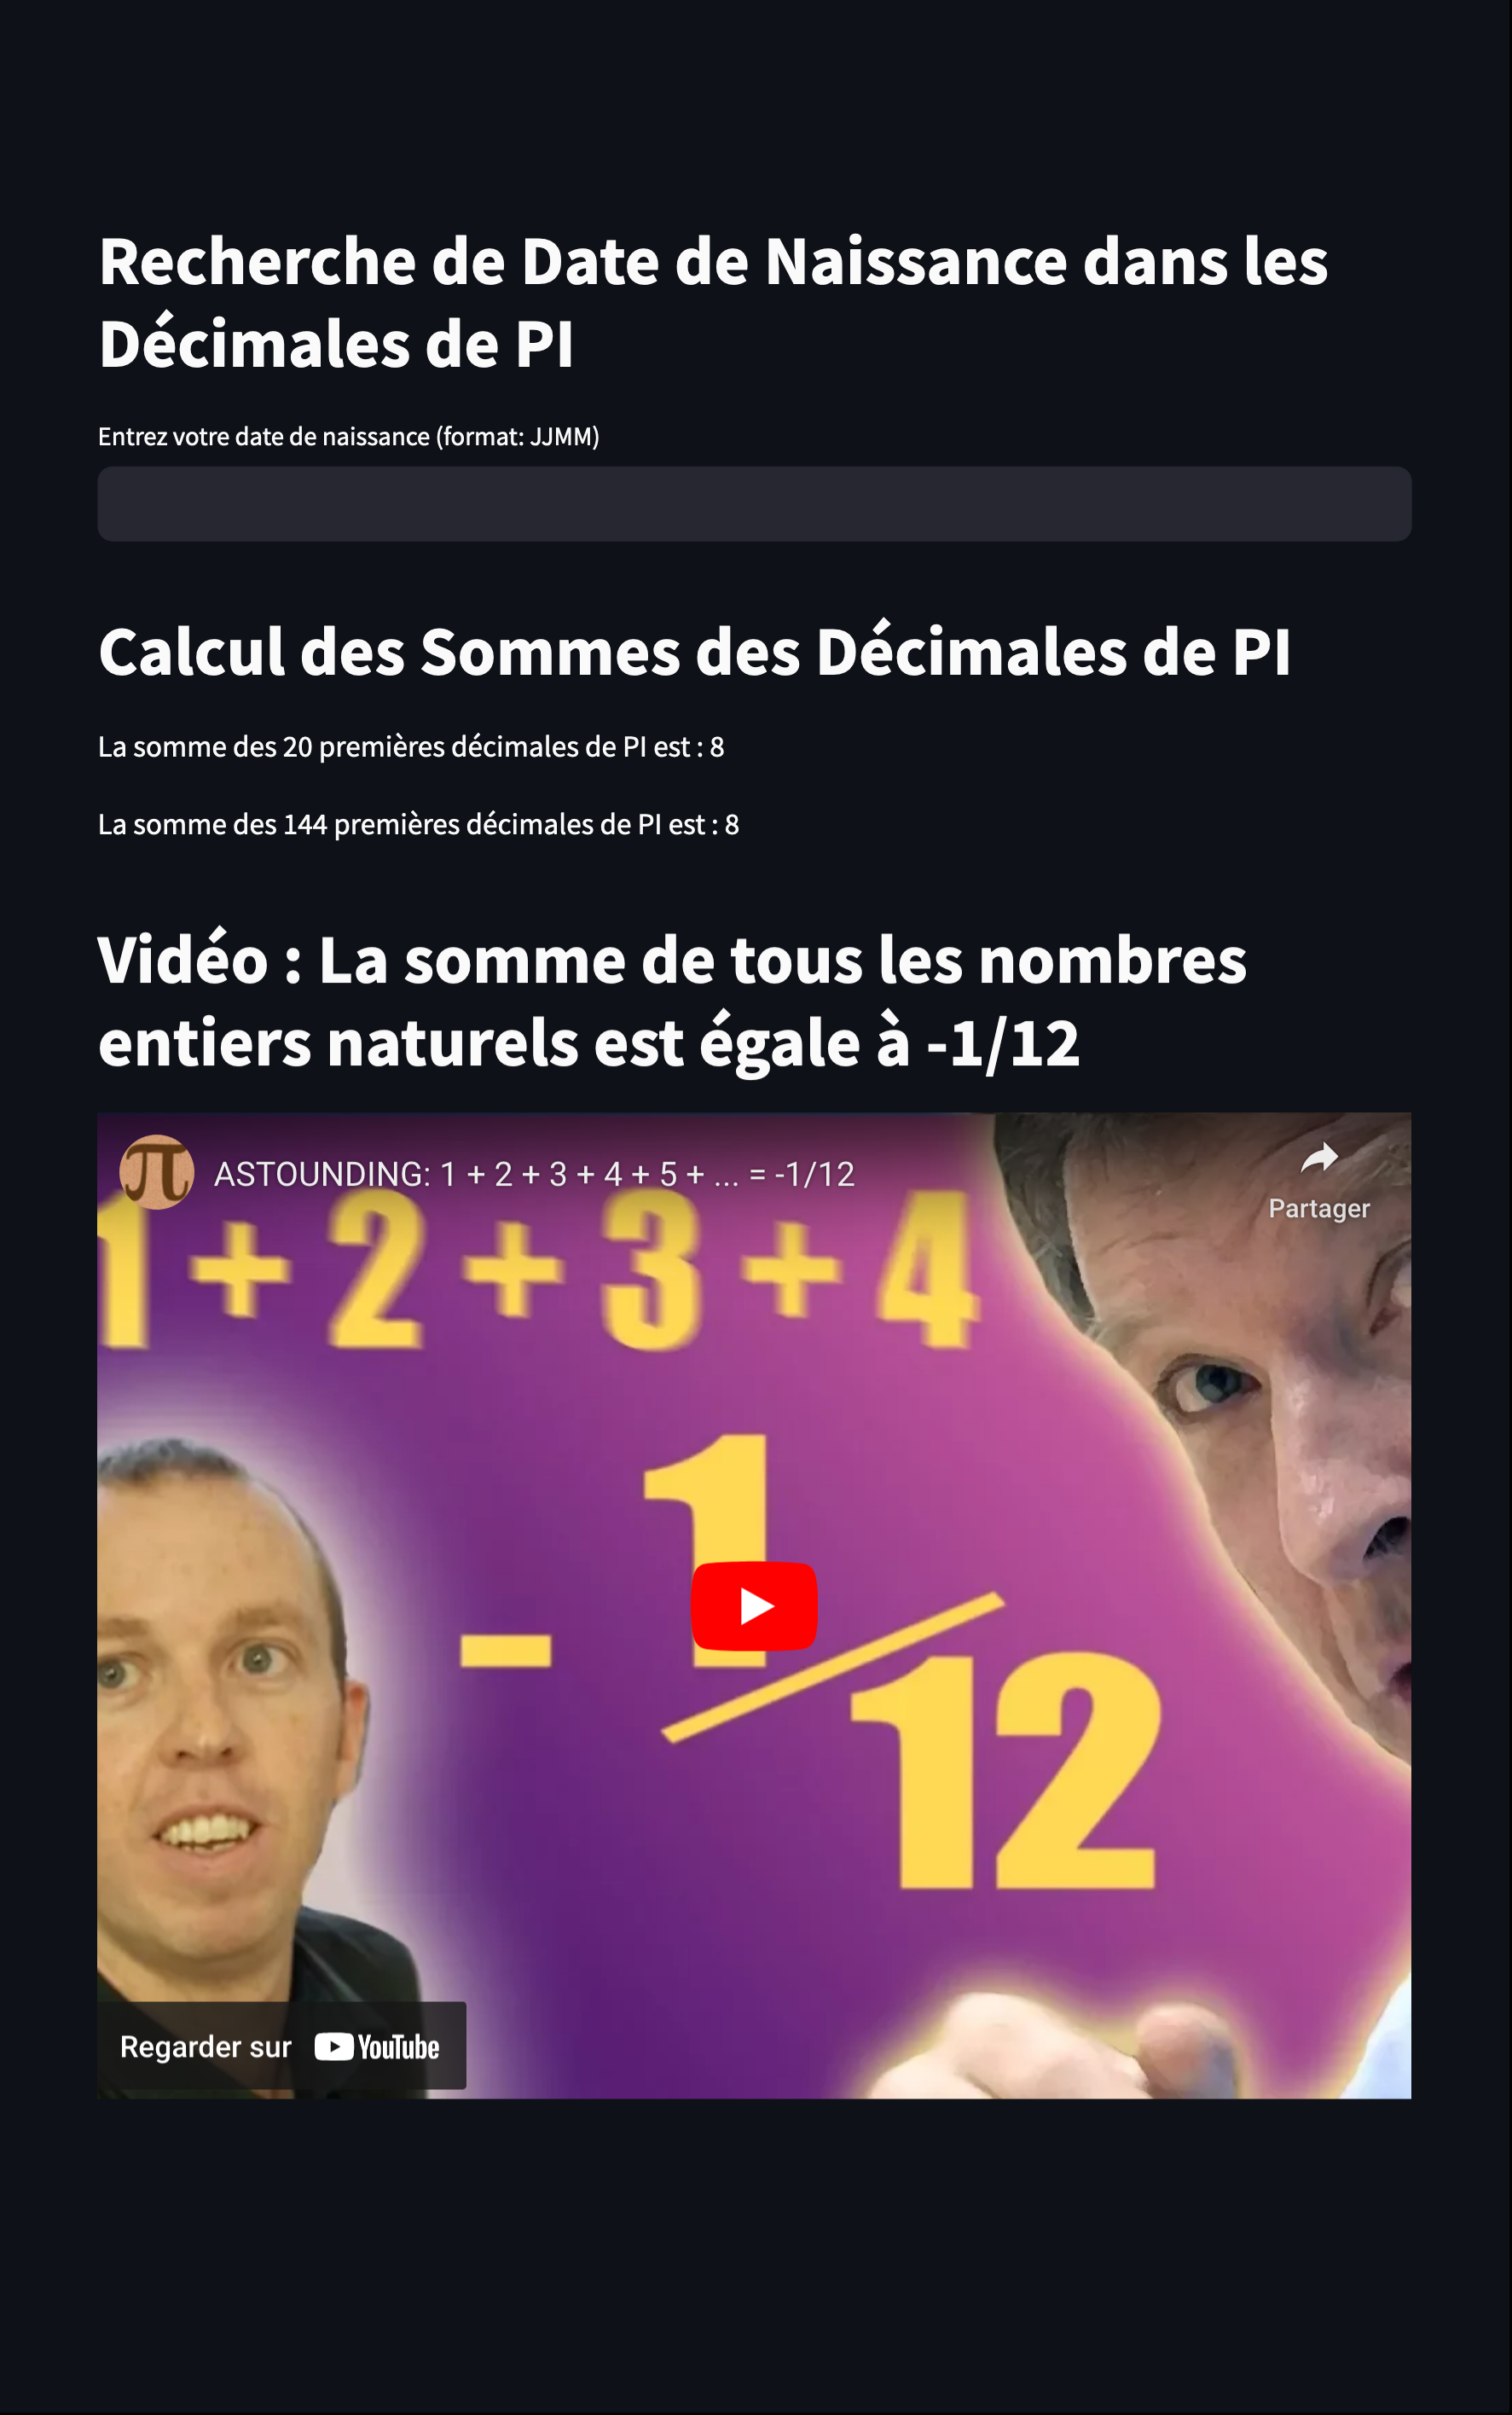 Recherche de Date de Naissance dans les
Décimales de PI
Entrez votre date de naissance (format: JJMM)
Calcul des Sommes des Décimales de PI
La somme des 20 premières décimales de PI est : 8
La somme des 144 premières décimales de PI est : 8
Vidéo : La somme de tous les nombres
entiers naturels est égale à -1/12
π ASTOUNDING: 1 + 2 + 3 + 4 + 5 + ... = -1/12
Partager
1 + 2 + 3 + 4
- 1/12
Regarder sur YouTube